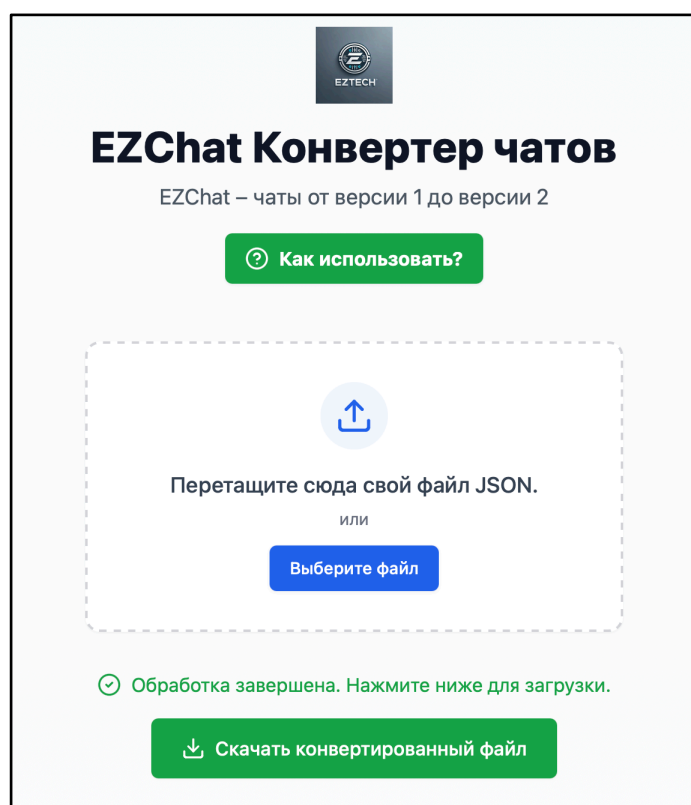 EZTECH
EZChat Конвертер чатов
EZChat – чаты от версии 1 до версии 2
Как использовать?
Перетащите сюда свой файл JSON.
или
Выберите файл
Обработка завершена. Нажмите ниже для загрузки.
Скачать конвертированный файл